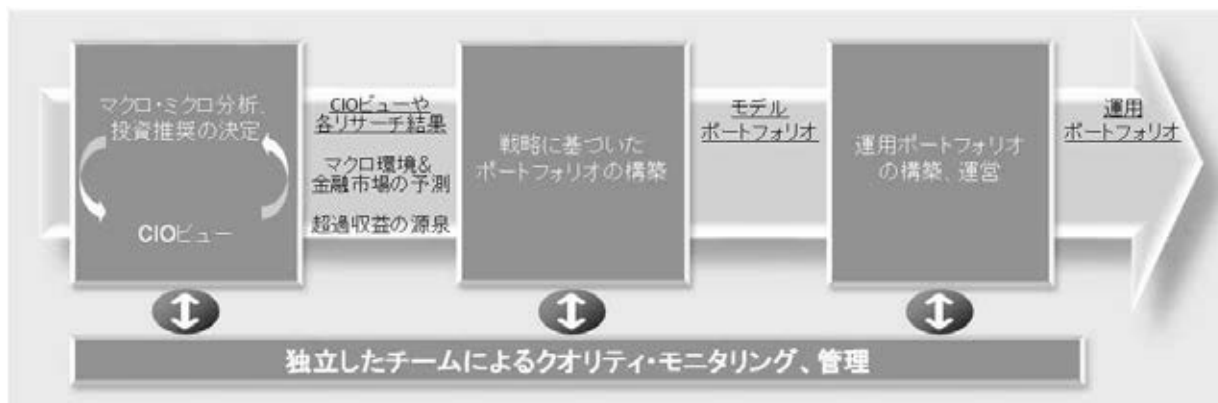 マクロ・ミクロ分析、
投資推奨の決定
CIOビュー
CIOビューや
各リサーチ結果
マクロ環境&
金融市場の予測
超過収益の源泉
戦略に基づいた
ポートフォリオの構築
モデル
ポートフォリオ
運用ポートフォリオ
の構築、運営
運用
ポートフォリオ
独立したチームによるクオリティ・モニタリング、管理